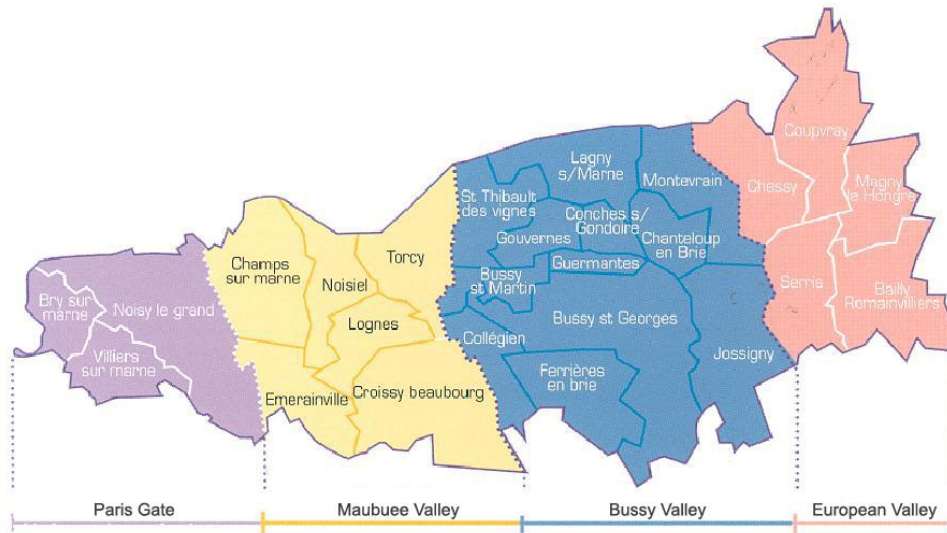 Bry sur
marne
Noisy le grand
Villiers
sur marne
Champs
sur marne
Noisiel
Torcy
Lognes
Emerainville
Croissy beaubourg
St Thibault
des vignes
Lagny
s/Marne
Montevrain
Conches s/
Gondoire
Gouvernes
Chanteloup
en Brie
Guermantes
Bussy
st Martin
Bussy st Georges
Collégien
Ferrières
en brie
Jossigny
Coupvray
Chessy
Magny
le Hongre
Serris
Bailly
Romainvilliers
Paris Gate
Maubuee Valley
Bussy Valley
European Valley